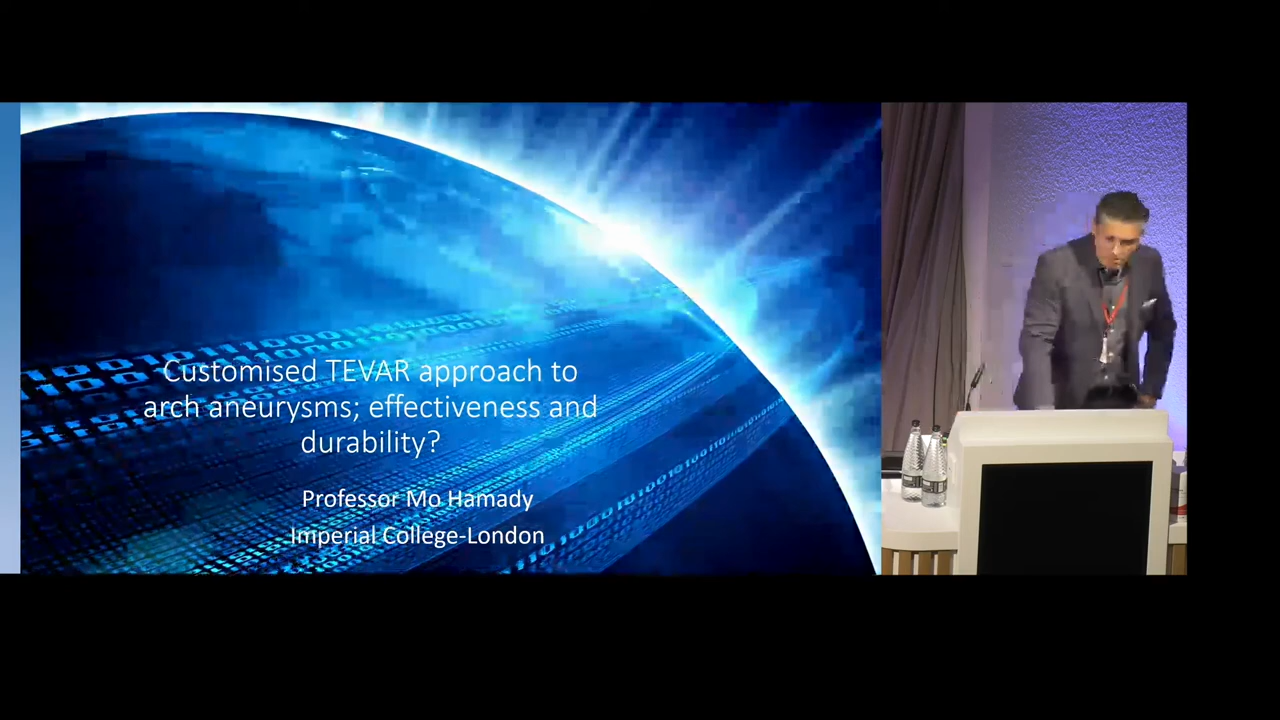 Customised TEVAR approach to
arch aneurysms; effectiveness and
durability?
Professor Mo Hamady
Imperial College-London